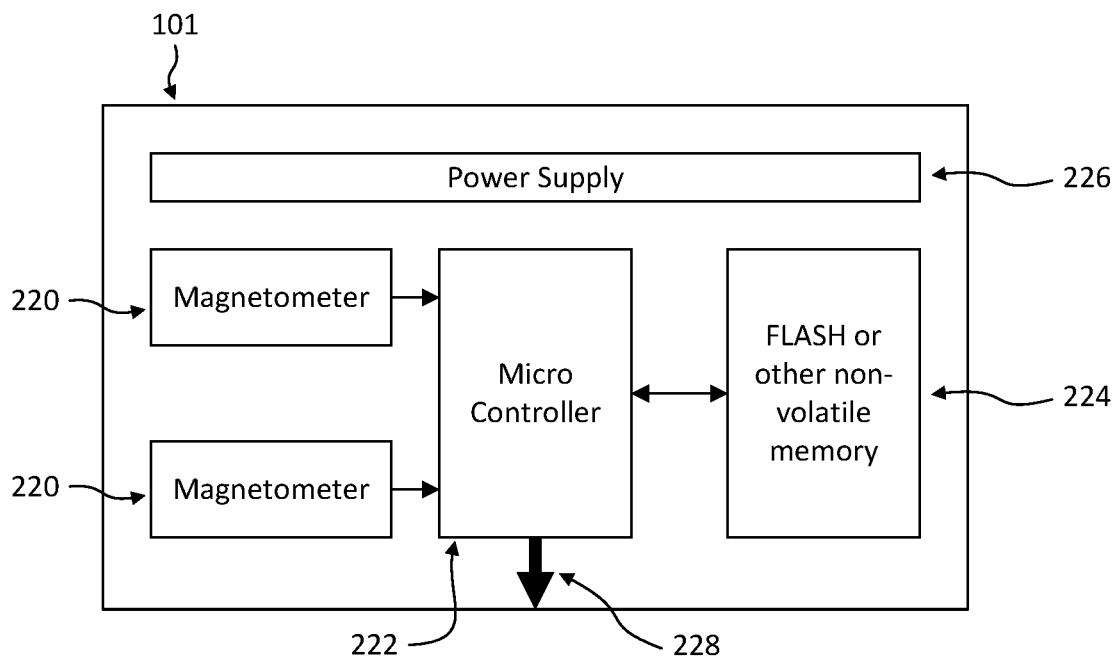 101
Power Supply
226
220
Magnetometer
Micro
Controller
FLASH or
other non-
volatile
memory
224
220
Magnetometer
222
228